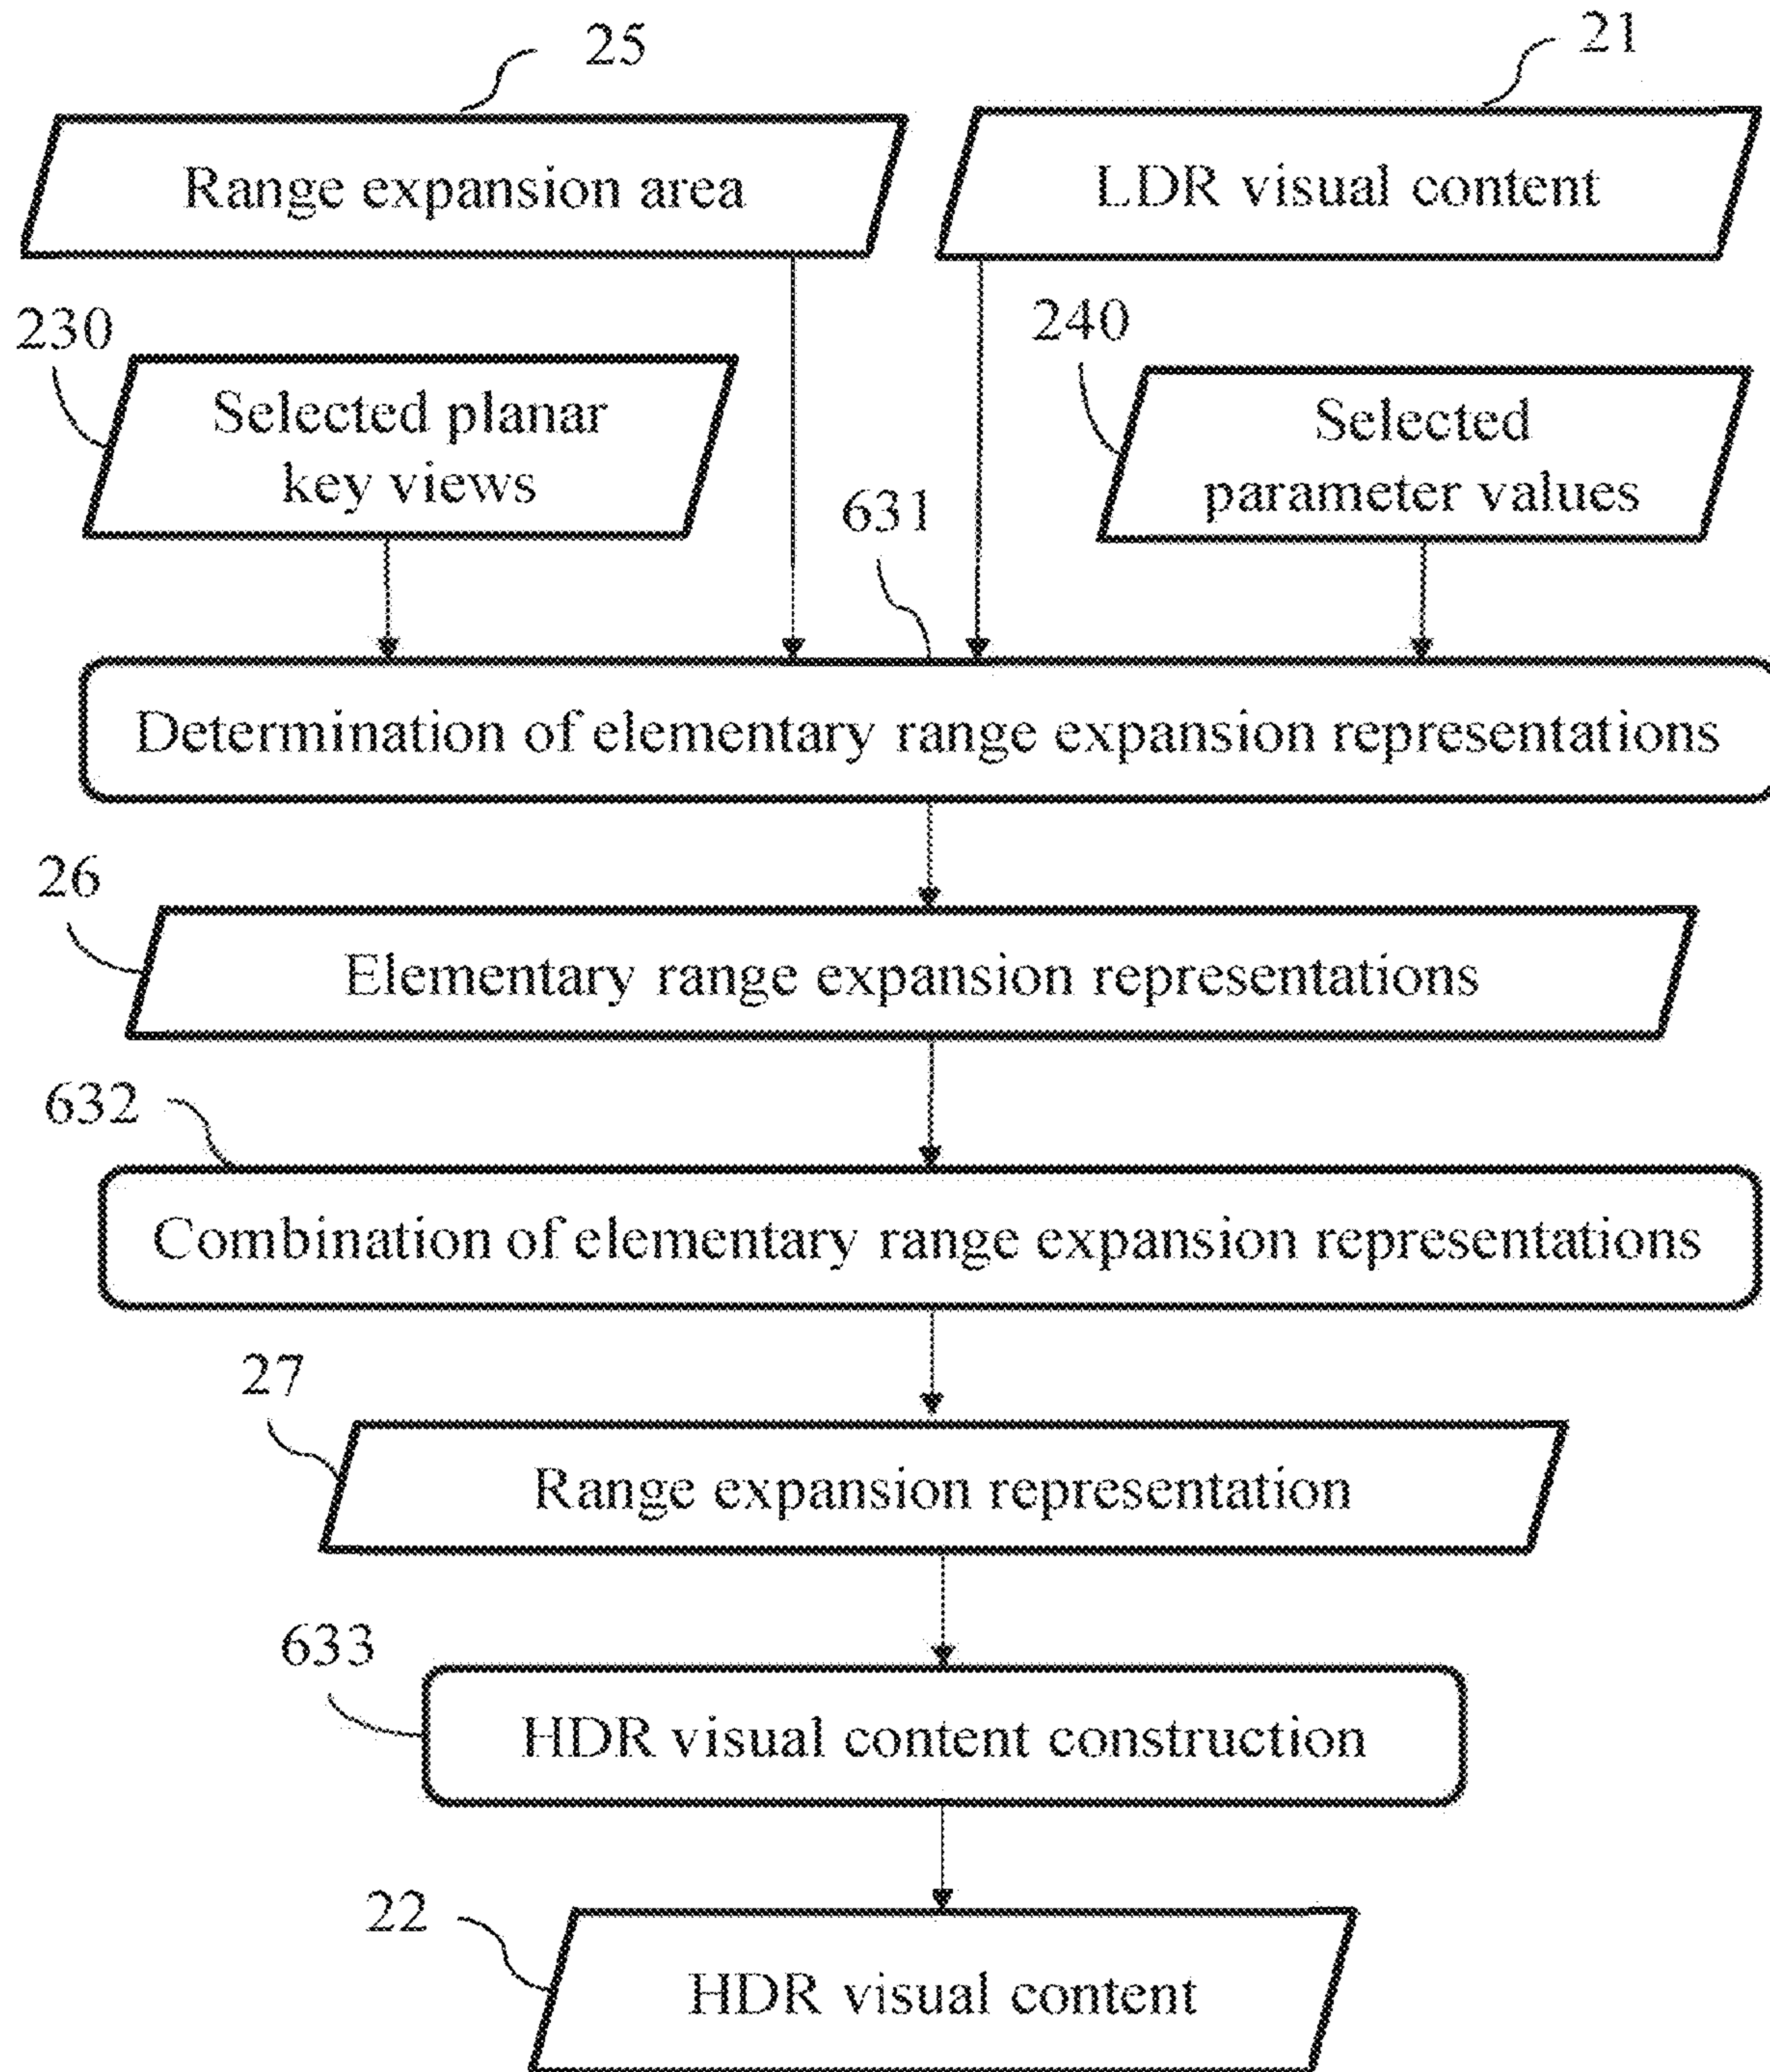 25
21
Range expansion area
LDR visual content
230
240
Selected planar
key views
Selected
parameter values
631
Determination of elementary range expansion representations
26
Elementary range expansion representations
632
Combination of elementary range expansion representations
27
Range expansion representation
633
HDR visual content construction
22
HDR visual content